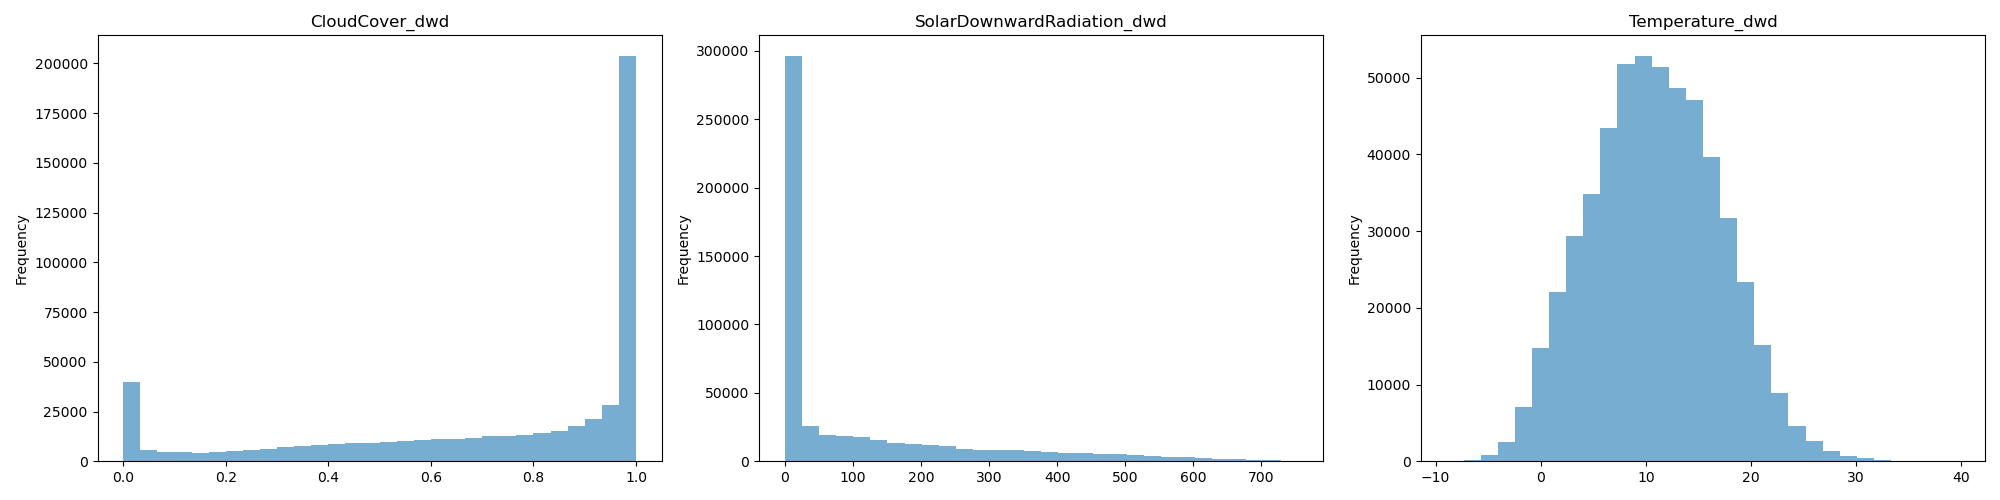 CloudCover_dwd
Frequency
200000
175000
150000
125000
100000
75000
50000
25000
0
0.0 0.2 0.4 0.6 0.8 1.0
SolarDownwardRadiation_dwd
Frequency
300000
250000
200000
150000
100000
50000
0
0 100 200 300 400 500 600 700
Temperature_dwd
Frequency
50000
40000
30000
20000
10000
0
−10 0 10 20 30 40